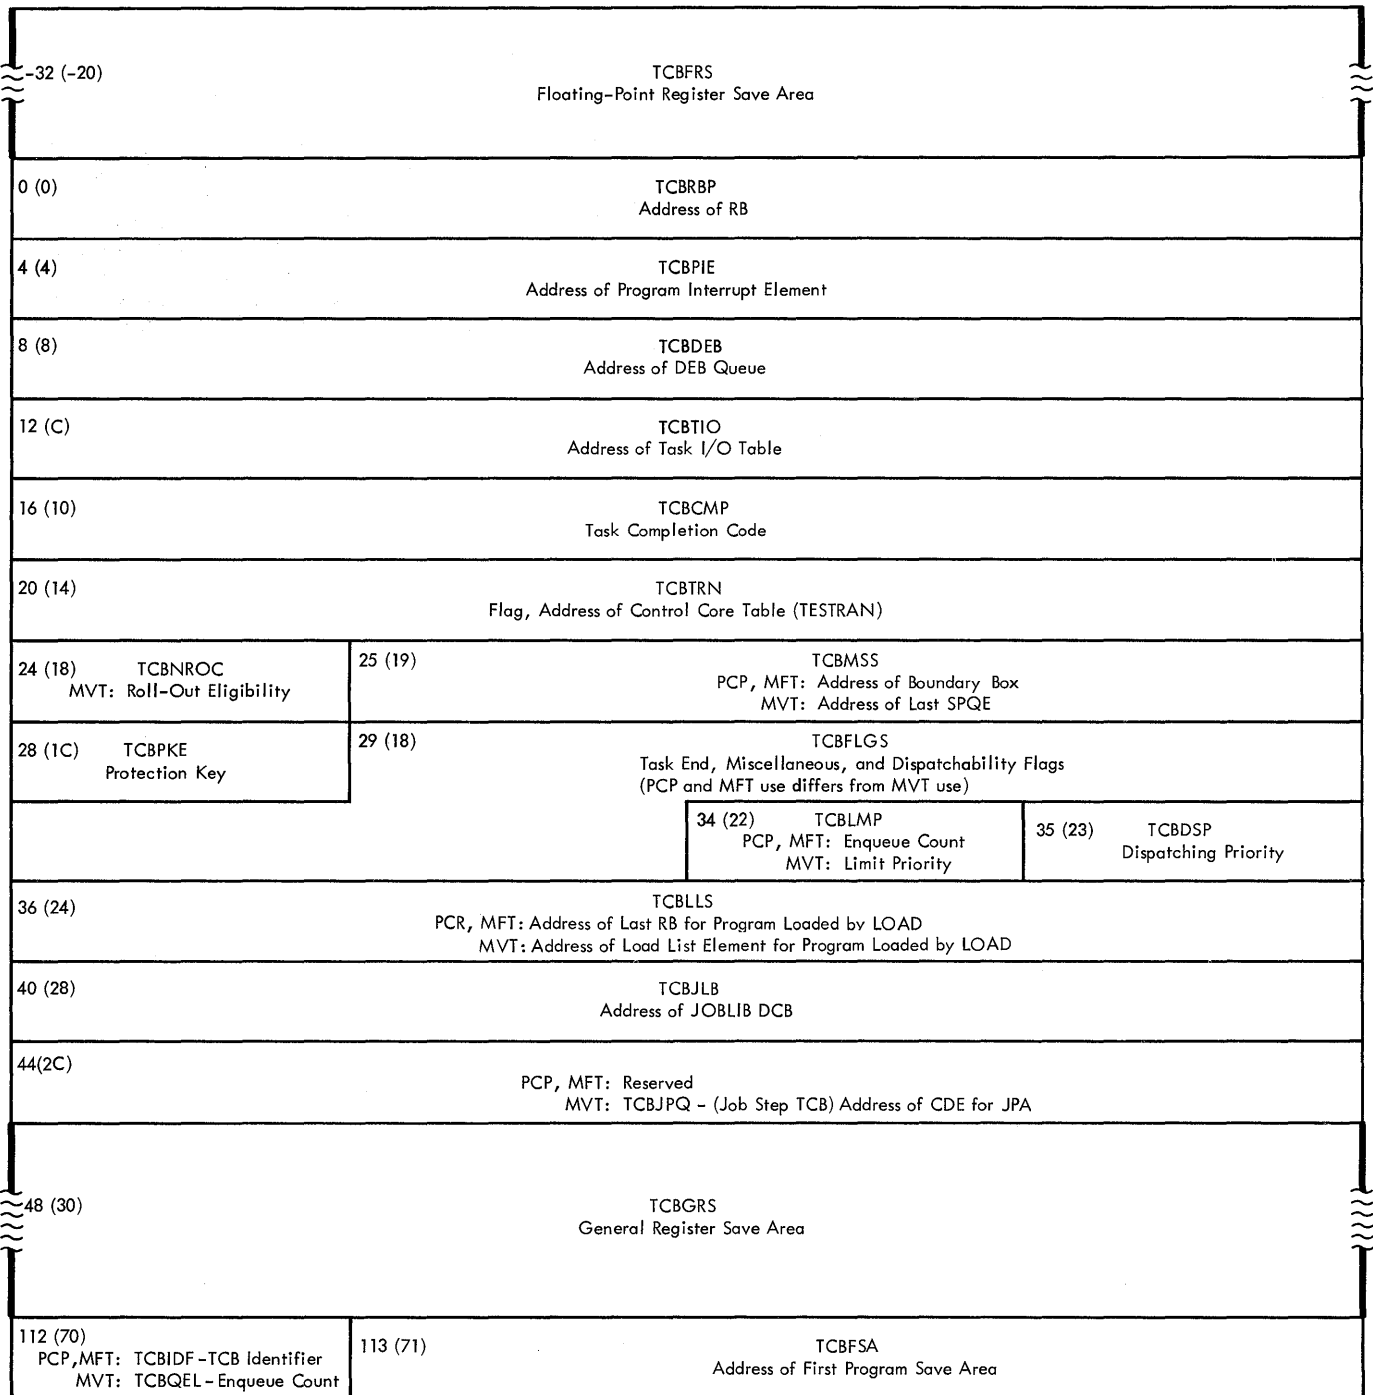 -32 (-20)
TCBFRS
Floating-Point Register Save Area
0 (0)
TCBRBP
Address of RB
4 (4)
TCBPIE
Address of Program Interrupt Element
8 (8)
TCBDEB
Address of DEB Queue
12 (C)
TCBTIO
Address of Task I/O Table
16 (10)
TCBCMP
Task Completion Code
20 (14)
TCBTRN
Flag, Address of Control Core Table (TESTRAN)
24 (18) TCBNROC
MVT: Roll-Out Eligibility
25 (19)
TCBMSS
PCP, MFT: Address of Boundary Box
MVT: Address of Last SPQE
28 (1C) TCBPKE
Protection Key
29 (18)
TCBFLGS
Task End, Miscellaneous, and Dispatchability Flags
(PCP and MFT use differs from MVT use)
34 (22) TCBLMP
PCP, MFT: Enqueue Count
MVT: Limit Priority
35 (23) TCBDSP
Dispatching Priority
36 (24)
TCBLLS
PCR, MFT: Address of Last RB for Program Loaded by LOAD
MVT: Address of Load List Element for Program Loaded by LOAD
40 (28)
TCBJLB
Address of JOBLIB DCB
44(2C)
PCP, MFT: Reserved
MVT: TCBJPQ - (Job Step TCB) Address of CDE for JPA
48 (30)
TCBGRS
General Register Save Area
112 (70)
PCP,MFT: TCBIDF-TCB Identifier
MVT: TCBQEL-Enqueue Count
113 (71)
TCBFSA
Address of First Program Save Area